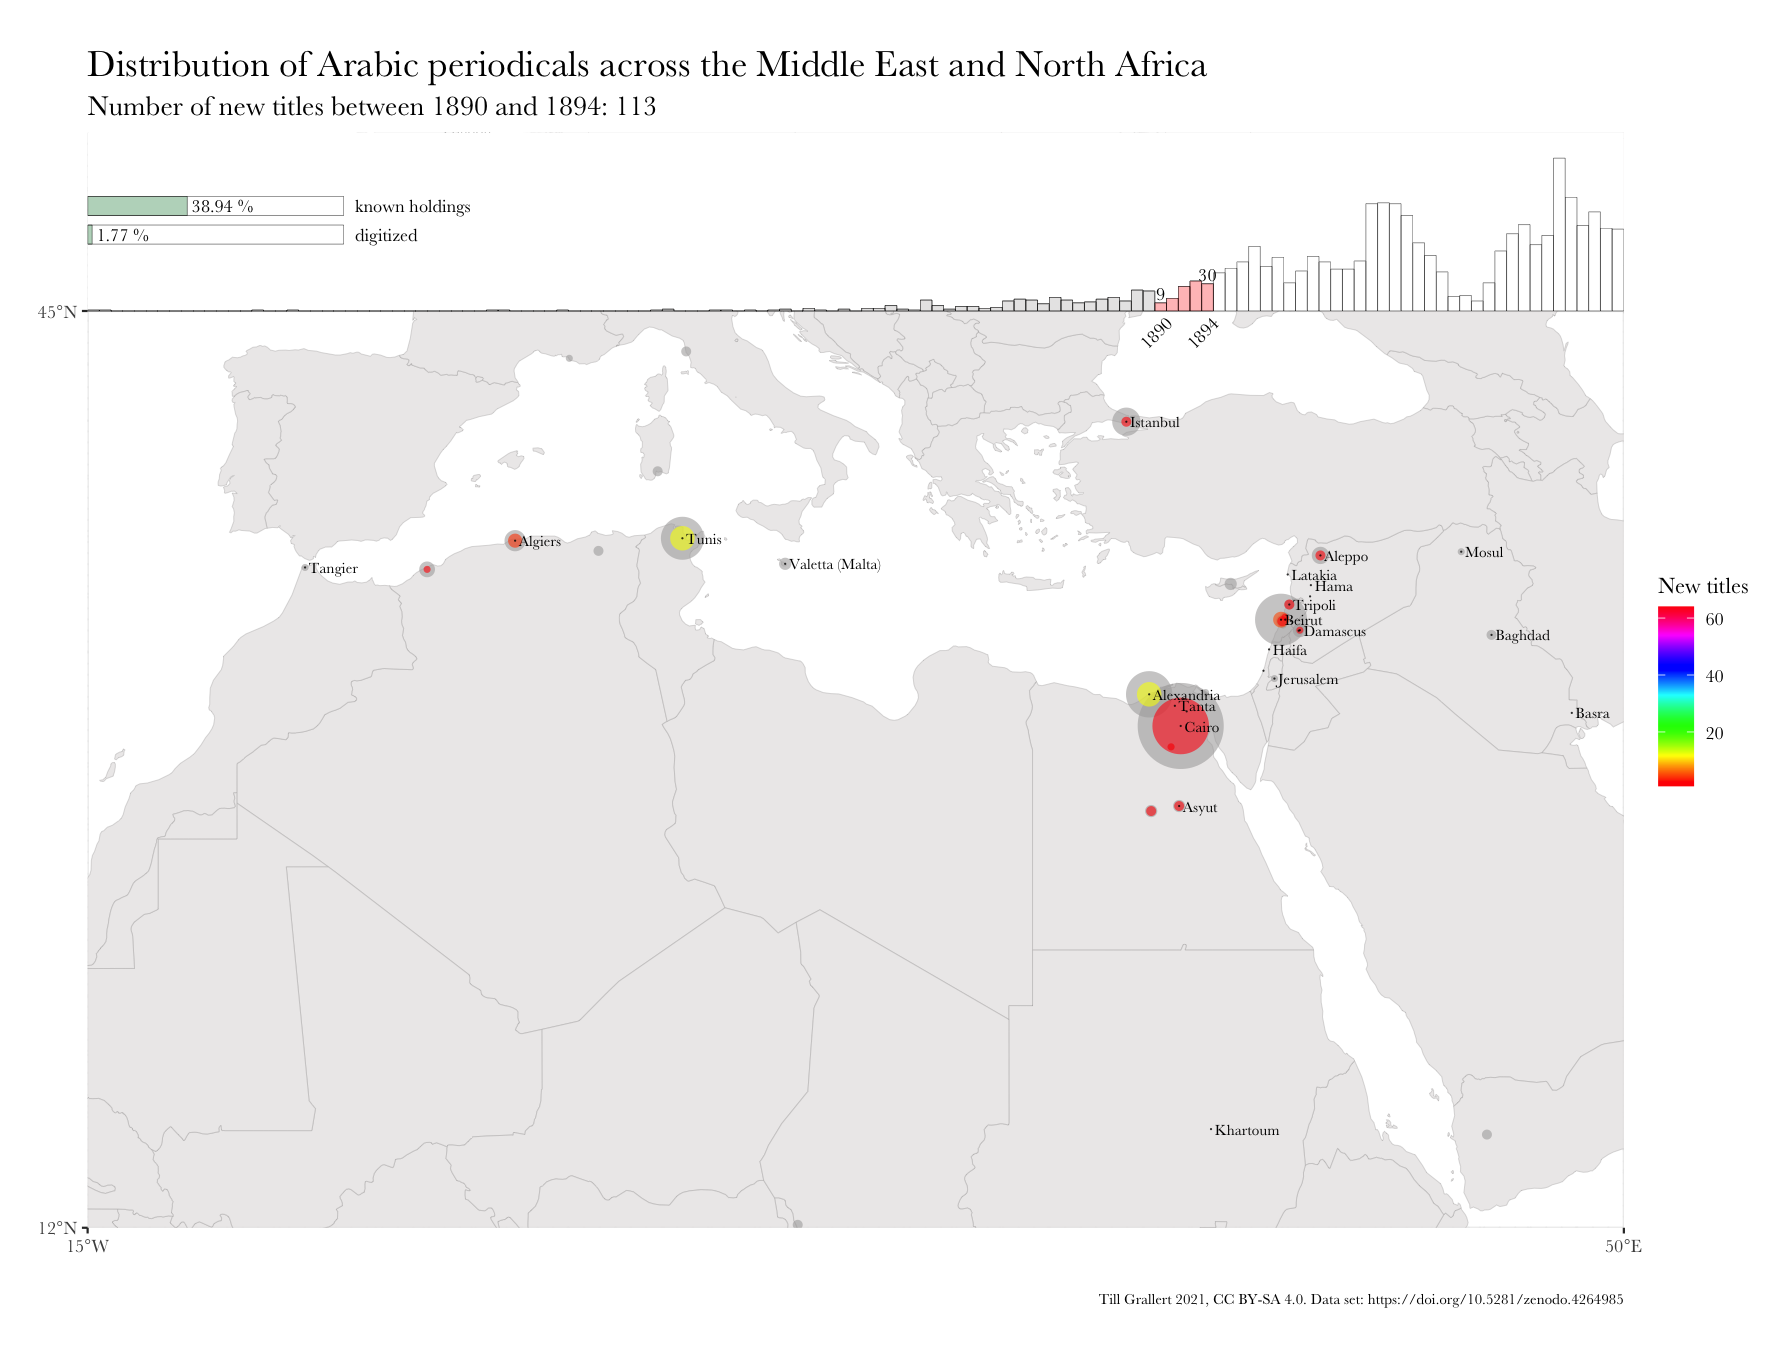 Distribution of Arabic periodicals across the Middle East and North Africa
Number of new titles between 1890 and 1894: 113
38.94 % known holdings
1.77 % digitized
9
30
45°N
1890
1894
Istanbul
Algiers
Tunis
Tangier
Valetta (Malta)
Aleppo
Mosul
Latakia
Hama
Tripoli
Beirut
Damascus
Baghdad
Haifa
Jerusalem
Alexandria
Tanta
Cairo
Basra
Asyut
Khartoum
New titles
60
40
20
12°N
15°W
50°E
Till Grallert 2021, CC BY-SA 4.0. Data set: https://doi.org/10.5281/zenodo.4264985